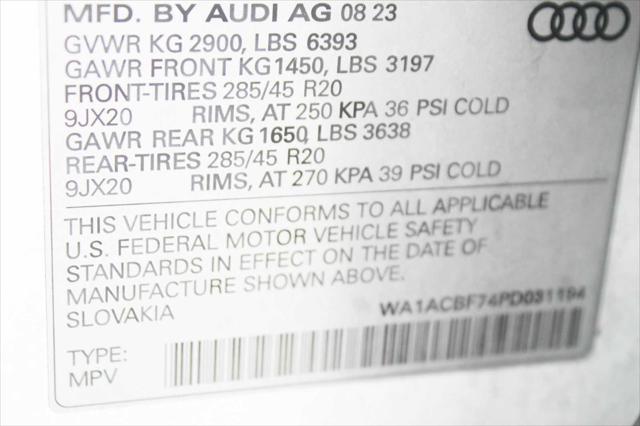 MFD. BY AUDI AG 08 23
GVWR KG 2900, LBS 6393
GAWR FRONT KG1450, LBS 3197
FRONT-TIRES 285/45 R20
9JX20 RIMS, AT 250 KPA 36 PSI COLD
GAWR REAR KG 1650, LBS 3638
REAR-TIRES 285/45 R20
9JX20 RIMS, AT 270 KPA 39 PSI COLD
THIS VEHICLE CONFORMS TO ALL APPLICABLE
U.S. FEDERAL MOTOR VEHICLE SAFETY
STANDARDS IN EFFECT ON THE DATE OF
MANUFACTURE SHOWN ABOVE.
SLOVAKIA WA1ACBF74PD031194
TYPE:
MPV